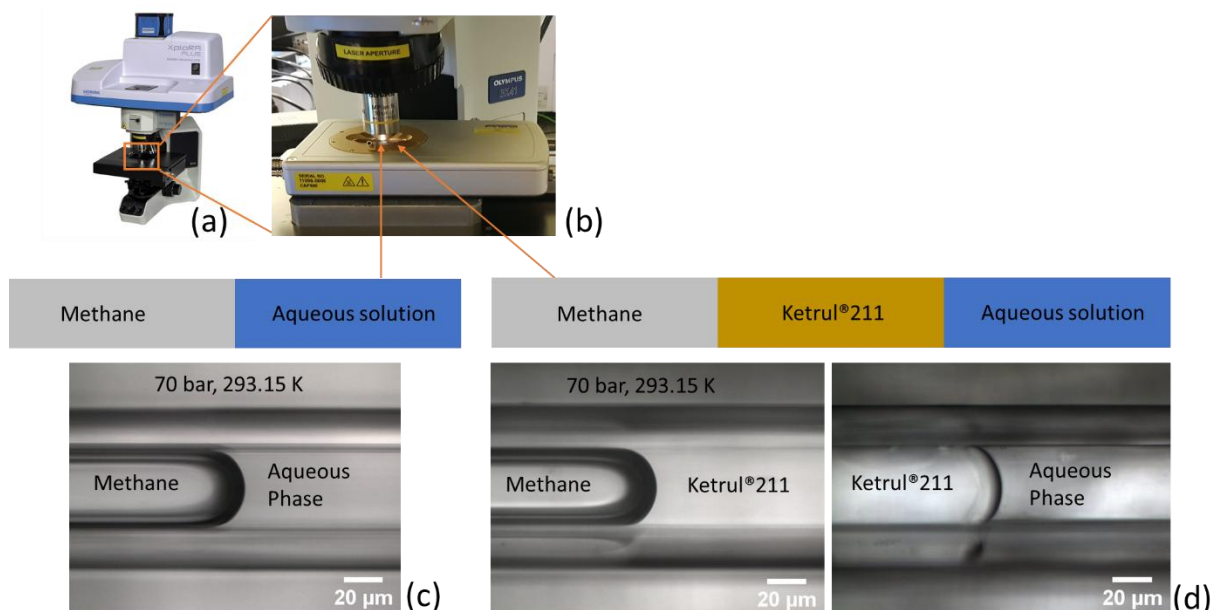 XploRA
PLUS
(a)
LASER APERTURE
OLYMPUS
BX41
SERIAL NO.
(b)
Methane
Aqueous solution
Methane
Ketrul®211
Aqueous solution
70 bar, 293.15 K
Methane
Aqueous
Phase
20 µm
(c)
70 bar, 293.15 K
Methane
Ketrul®211
20 µm
Ketrul®211
Aqueous
Phase
20 µm
(d)